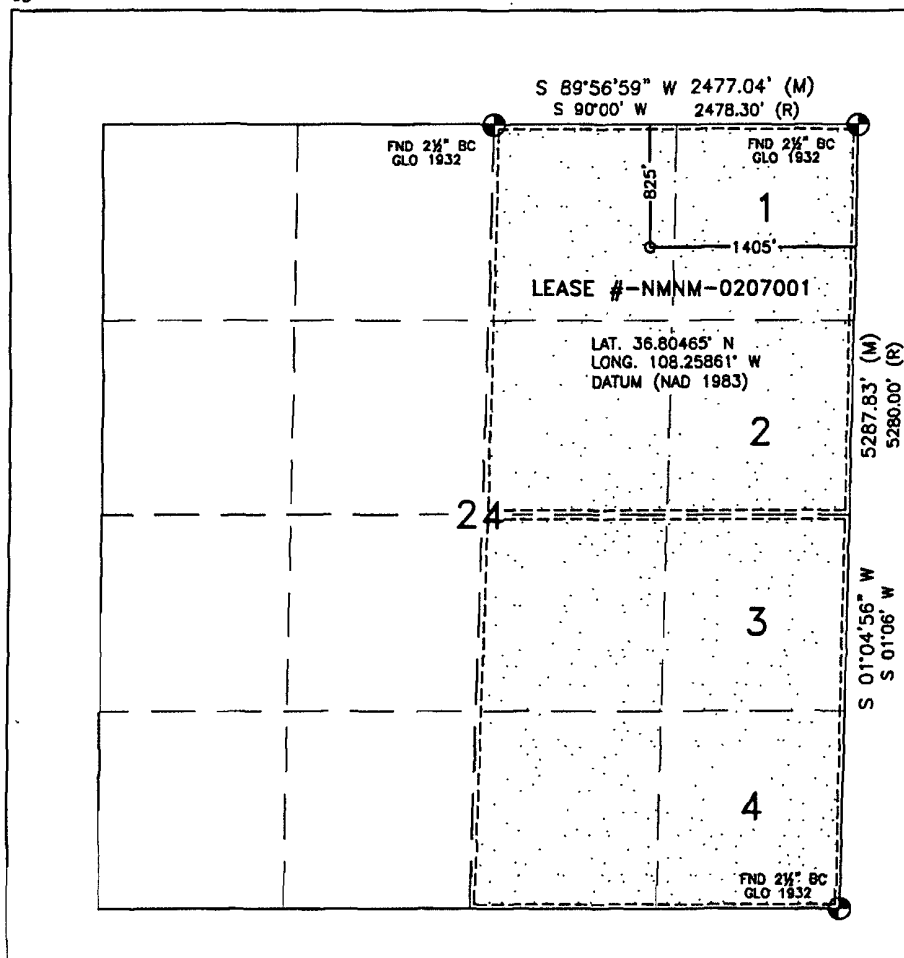 S 89°56'59" W 2477.04' (M)
S 90°00' W 2478.30' (R)
FND 2½" BC
GLO 1932
FND 2½" BC
GLO 1932
825'
1
1405'
LEASE #-NMNM-0207001
LAT. 36.80465° N
LONG. 108.25861° W
DATUM (NAD 1983)
5287.83' (M)
5280.00' (R)
2
24
3
S 01°04'56" W
S 01°06' W
4
FND 2½" BC
GLO 1932